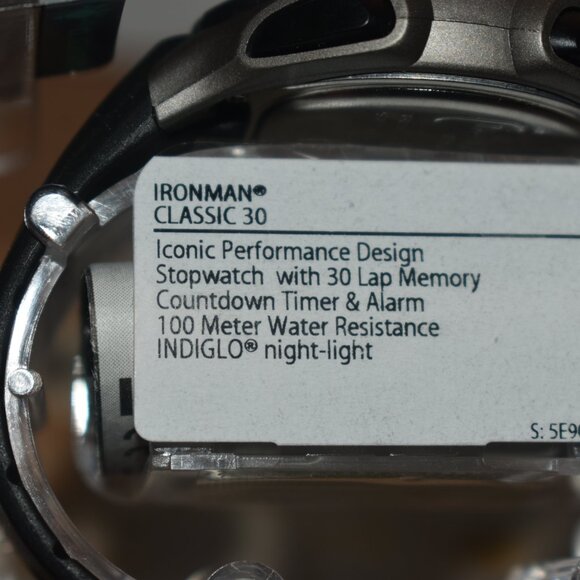 IRONMAN®
CLASSIC 30
Iconic Performance Design
Stopwatch with 30 Lap Memory
Countdown Timer & Alarm
100 Meter Water Resistance
INDIGLO® night-light
S: 5E90